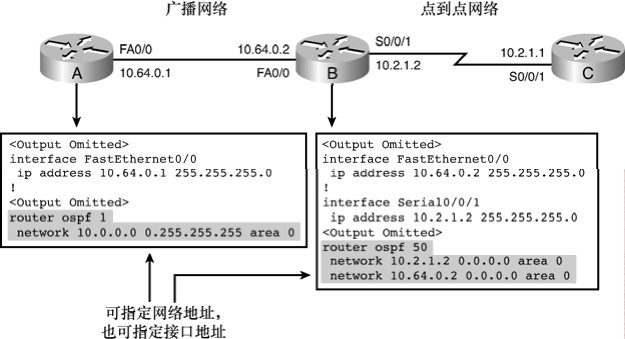 广播网络
点到点网络
FA0/0
10.64.0.1
A
10.64.0.2
FA0/0
B
S0/0/1
10.2.1.2
10.2.1.1
S0/0/1
C
<Output Omitted>
interface FastEthernet0/0
ip address 10.64.0.1 255.255.255.0
!
<Output Omitted>
router ospf 1
network 10.0.0.0 0.255.255.255 area 0
<Output Omitted>
interface FastEthernet0/0
ip address 10.64.0.2 255.255.255.0
!
interface Serial0/0/1
ip address 10.2.1.2 255.255.255.0
<Output Omitted>
router ospf 50
network 10.2.1.2 0.0.0.0 area 0
network 10.64.0.2 0.0.0.0 area 0
可指定网络地址，
也可指定接口地址